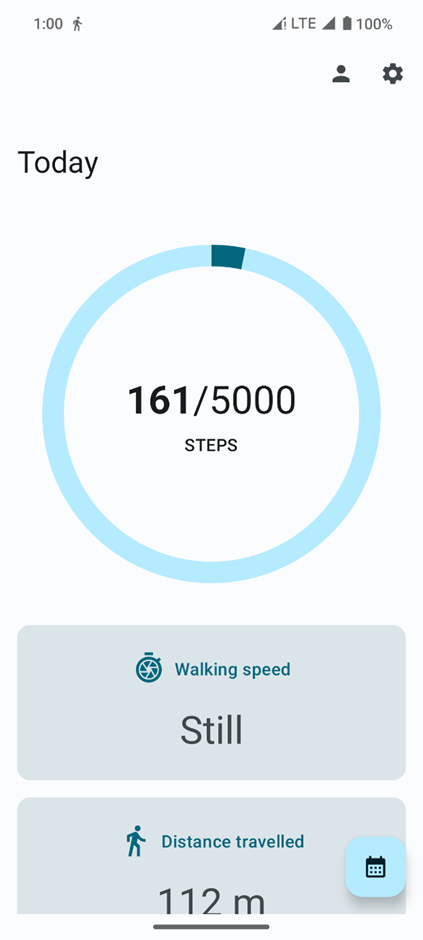 1:00 LTE 100%
Today
161/5000
STEPS
Walking speed
Still
Distance travelled
112 m